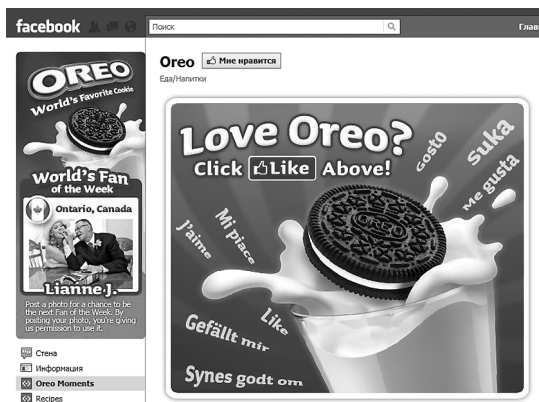 facebook
Поиск
Глав
Oreo
Мне нравится
Еда/Напитки
OREO
World's Favorite Cookie
World's Fan
of the Week
Ontario, Canada
Lianne J.
Post a photo for a chance to be
the next Fan of the Week. By
posting your photo, you're giving
us permission to use it.
Стена
Информация
Oreo Moments
Recipes
Love Oreo?
Click Like Above!
Gosto
Suka
Me gusta
Mi piace
J'aime
Like
Gefällt mir
Synes godt om
OREO